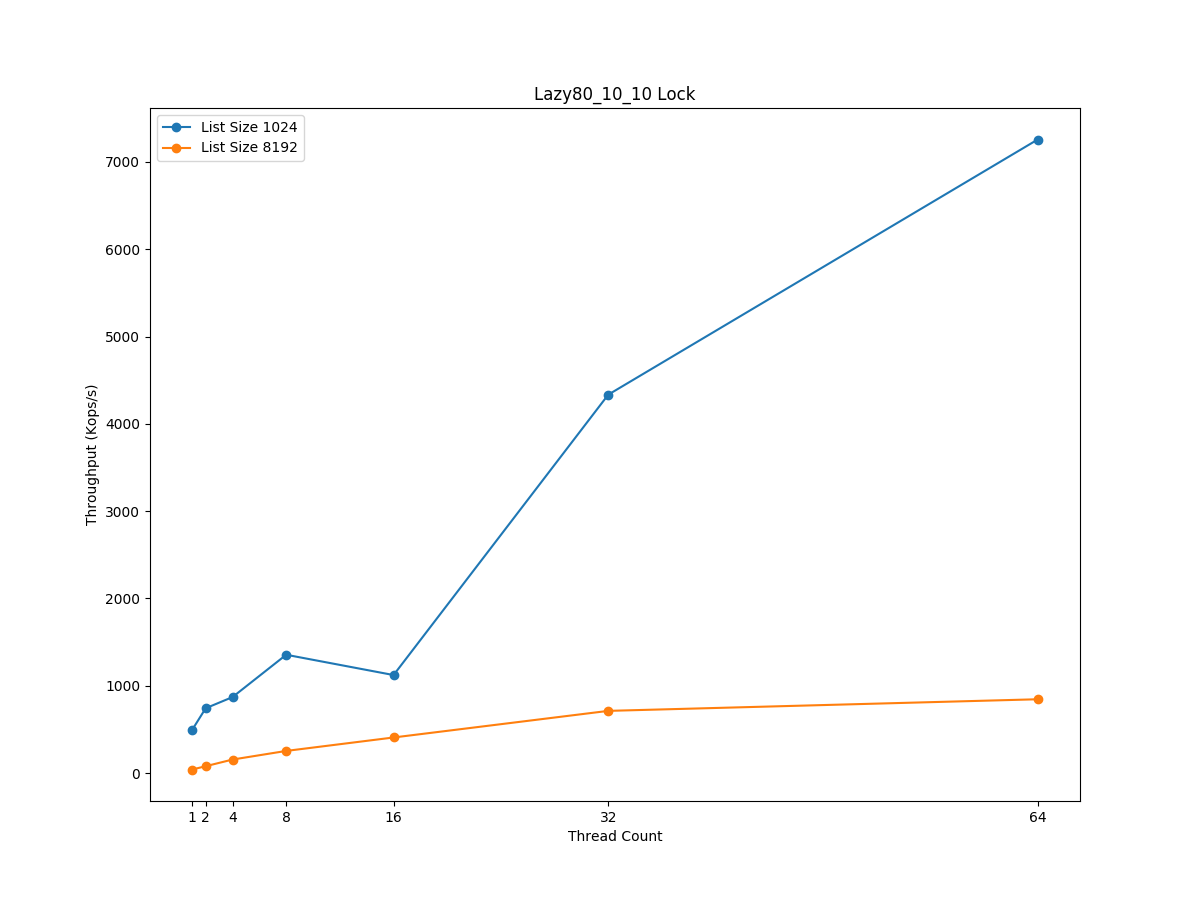 Lazy80_10_10 Lock
List Size 1024
List Size 8192
7000
6000
5000
4000
3000
2000
1000
0
Throughput (Kops/s)
1 2 4 8 16 32 64
Thread Count